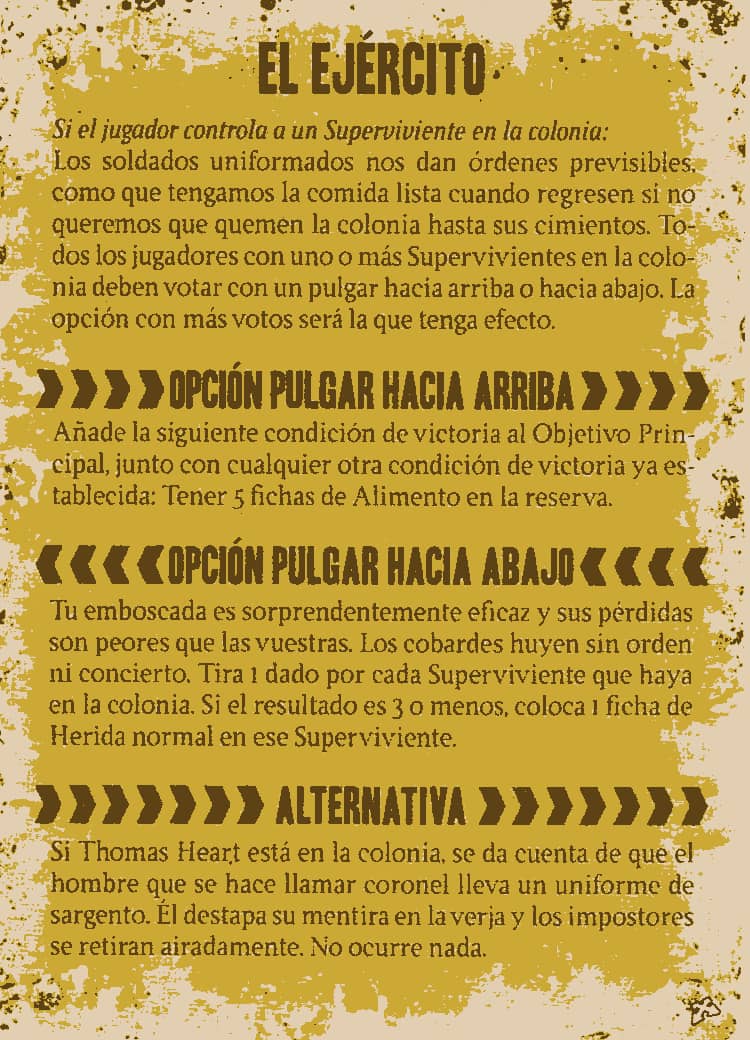 EL EJÉRCITO
Si el jugador controla a un Superviviente en la colonia:
Los soldados uniformados nos dan órdenes previsibles,
como que tengamos la comida lista cuando regresen si no
queremos que quemen la colonia hasta sus cimientos. To-
dos los jugadores con uno o más Supervivientes en la colo-
nia deben votar con un pulgar hacia arriba o hacia abajo. La
opción con más votos será la que tenga efecto.
OPCIÓN PULGAR HACIA ARRIBA
Añade la siguiente condición de victoria al Objetivo Prin-
cipal, junto con cualquier otra condición de victoria ya es-
tablecida: Tener 5 fichas de Alimento en la reserva.
OPCIÓN PULGAR HACIA ABAJO
Tu emboscada es sorprendentemente eficaz y sus pérdidas
son peores que las vuestras. Los cobardes huyen sin orden
ni concierto. Tira 1 dado por cada Superviviente que haya
en la colonia. Si el resultado es 3 o menos, coloca 1 ficha de
Herida normal en ese Superviviente.
ALTERNATIVA
Si Thomas Heart está en la colonia, se da cuenta de que el
hombre que se hace llamar coronel lleva un uniforme de
sargento. Él destapa su mentira en la verja y los impostores
se retiran airadamente. No ocurre nada.